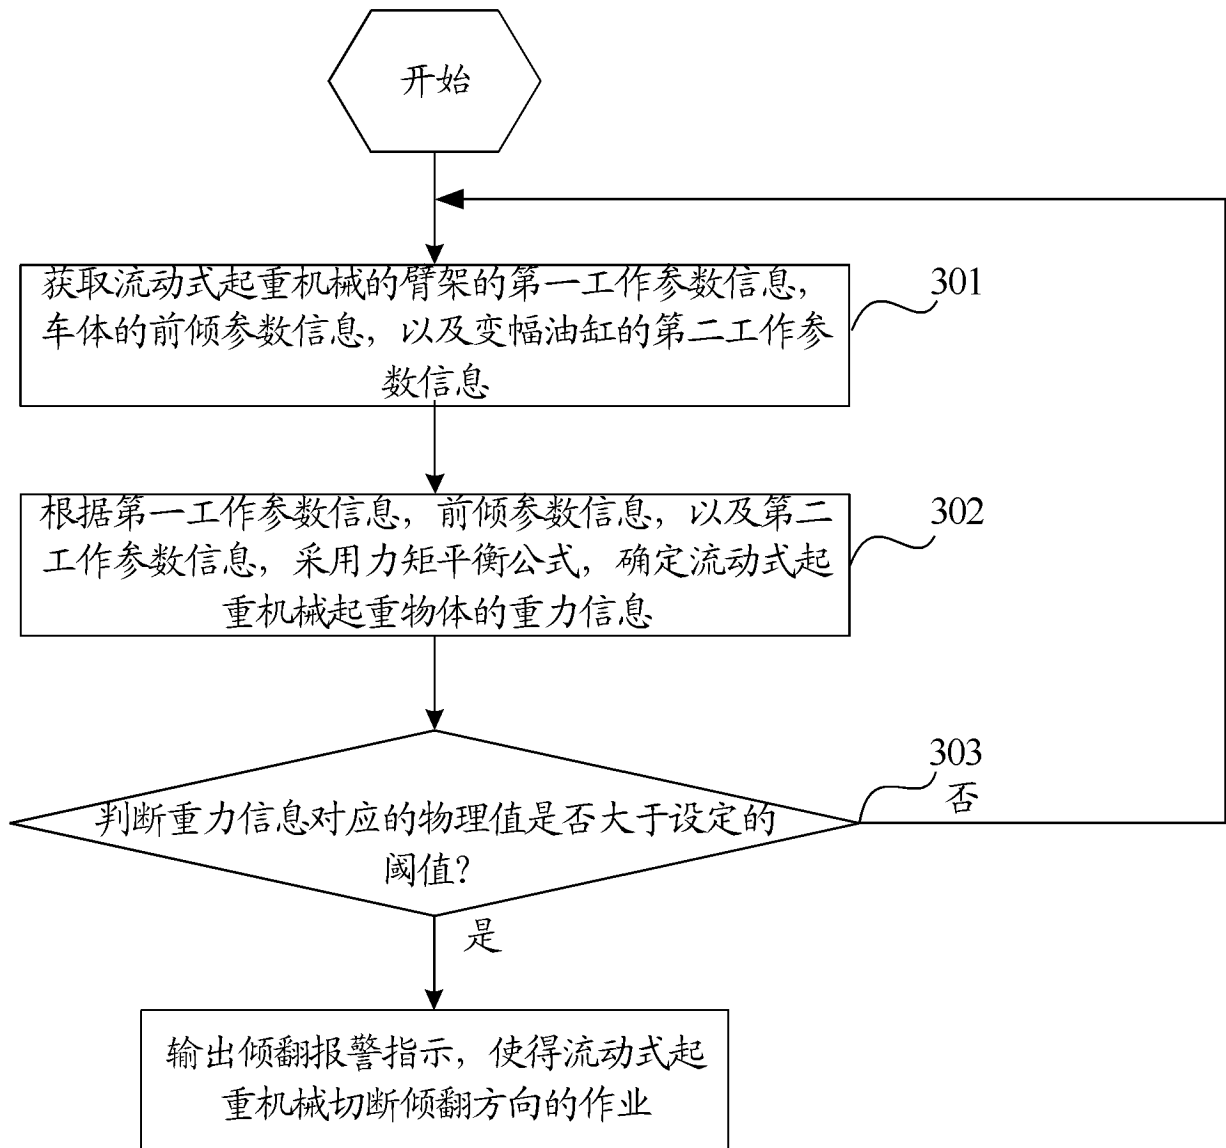 开始
获取流动式起重机械的臂架的第一工作参数信息，
车体的前倾参数信息，以及变幅油缸的第二工作参
数信息
301
根据第一工作参数信息，前倾参数信息，以及第二
工作参数信息，采用力矩平衡公式，确定流动式起
重机械起重物体的重力信息
302
303
否
判断重力信息对应的物理值是否大于设定的
阈值？
是
输出倾翻报警指示，使得流动式起
重机械切断倾翻方向的作业